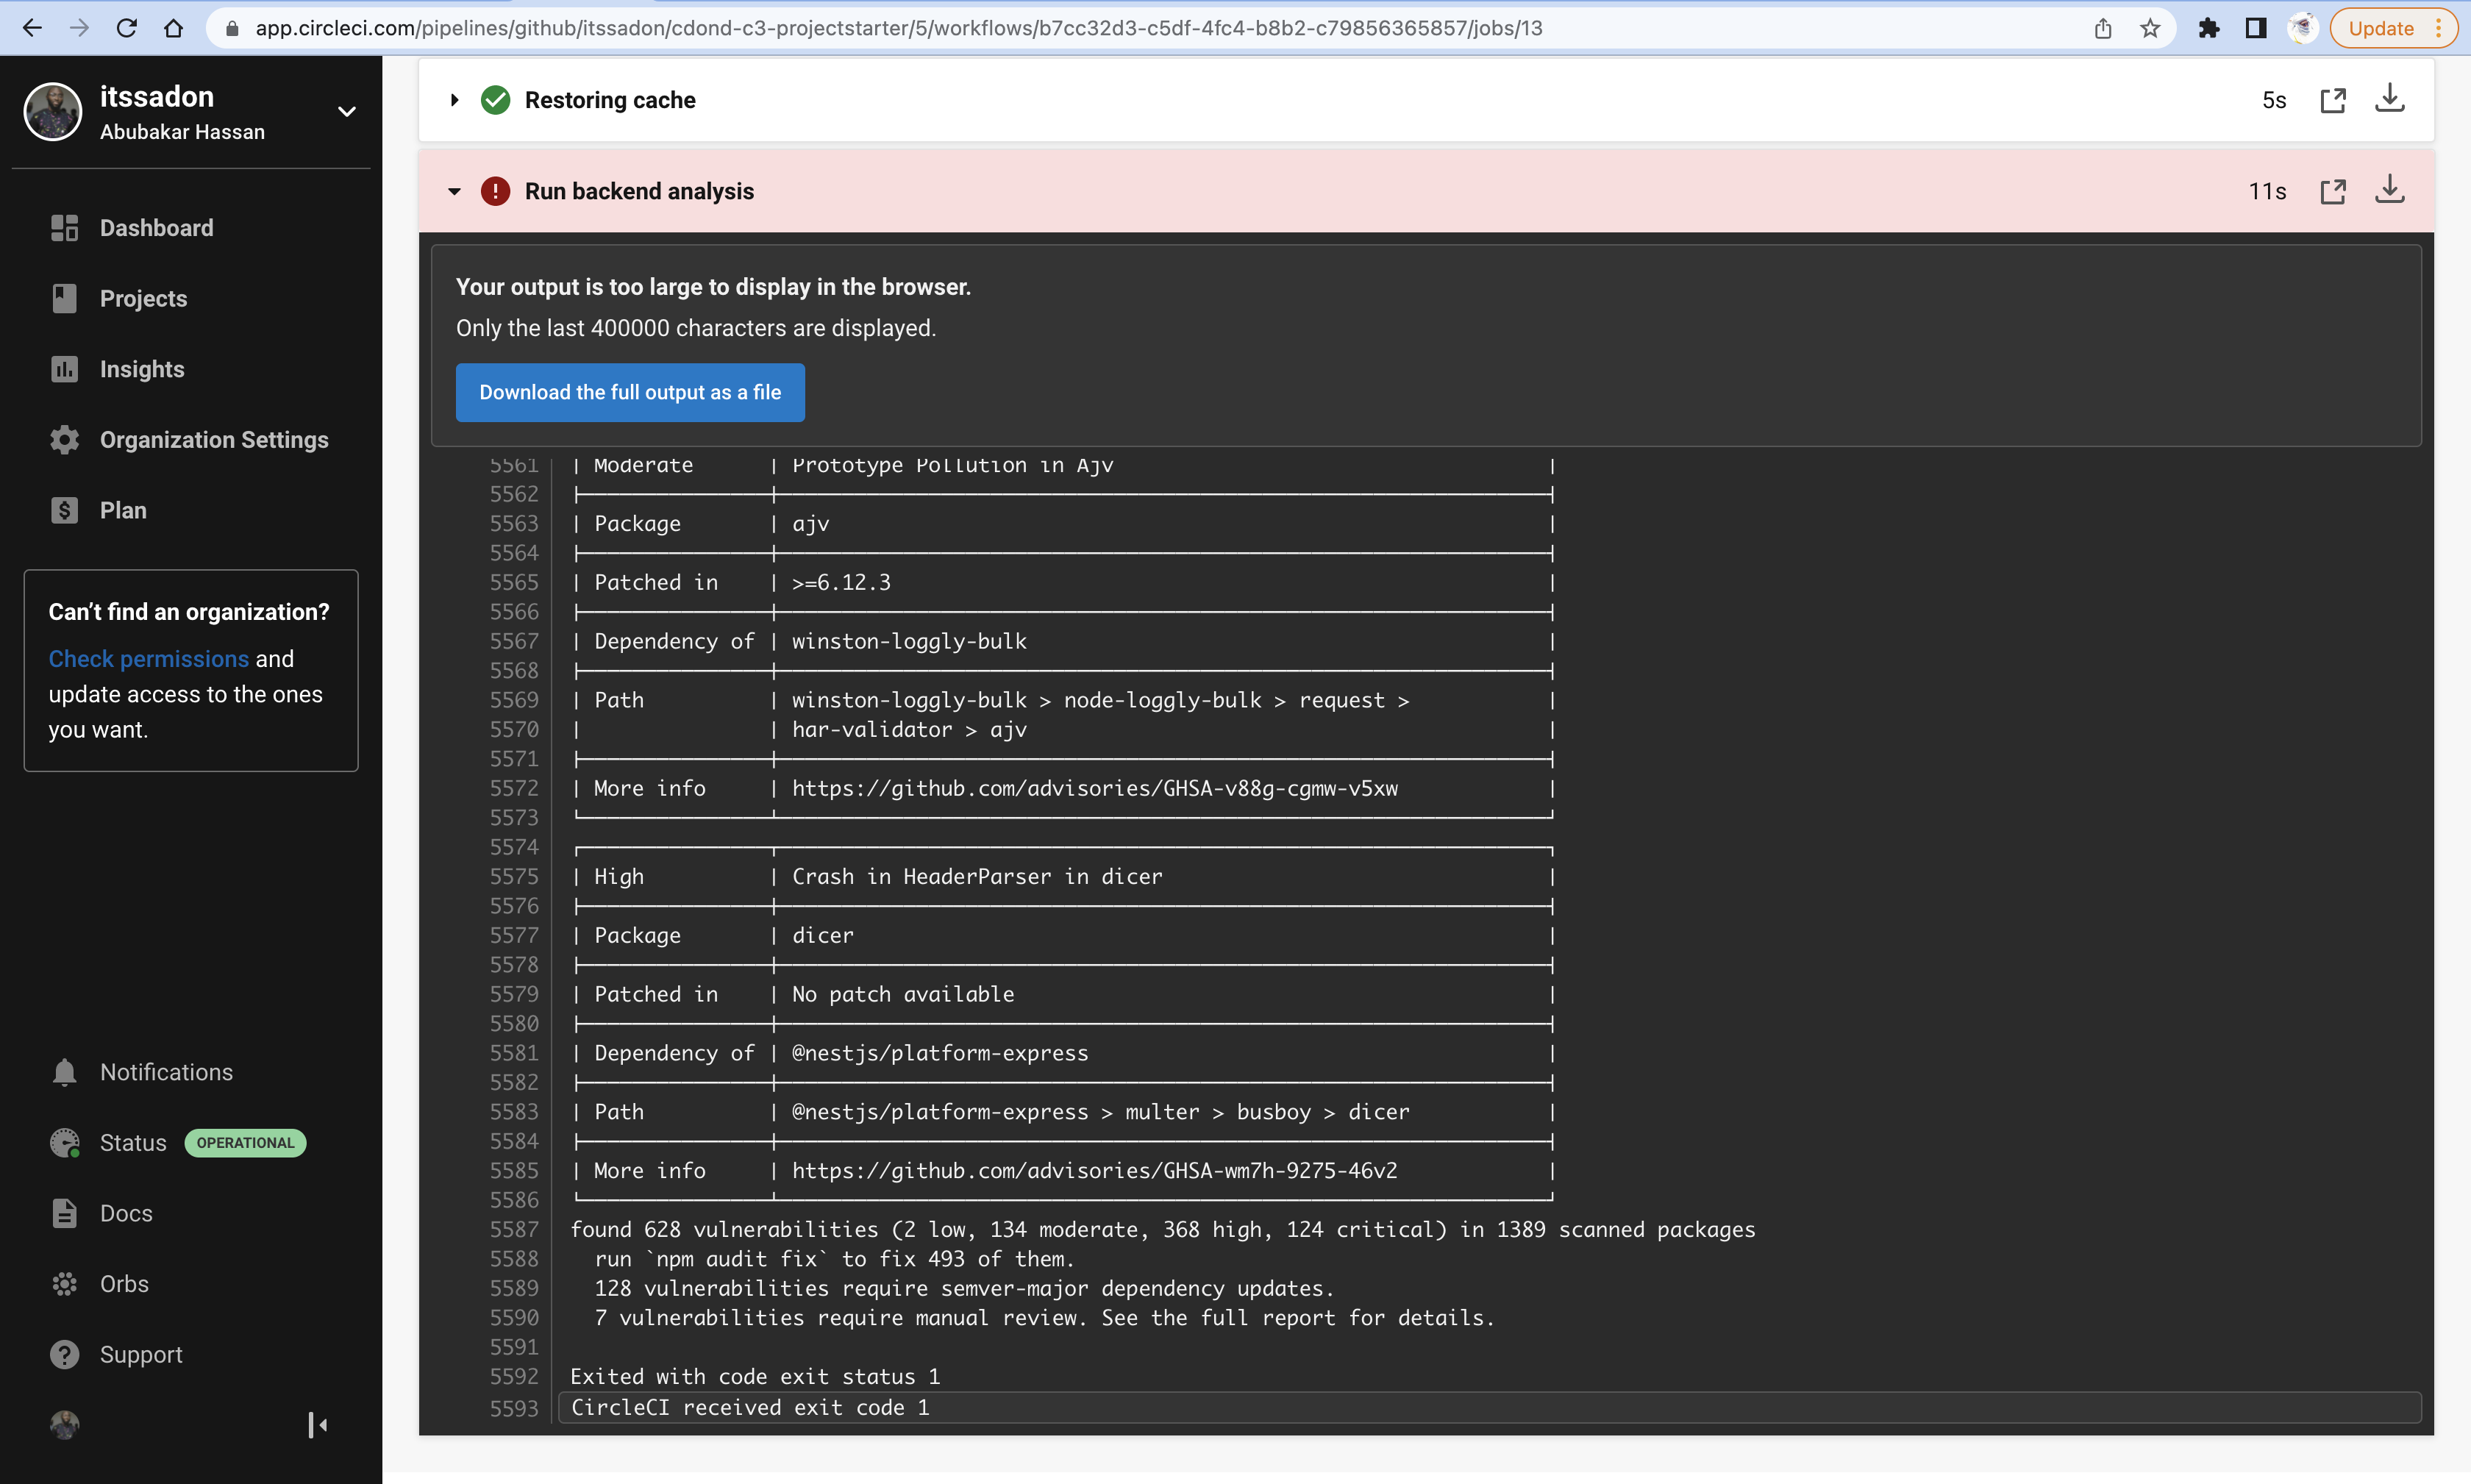 app.circleci.com/pipelines/github/itssadon/cdond-c3-projectstarter/5/workflows/b7cc32d3-c5df-4fc4-b8b2-c79856365857/jobs/13
Update
itssadon
Abubakar Hassan
Dashboard
Projects
Insights
Organization Settings
Plan
Can't find an organization?
Check permissions and
update access to the ones
you want.
Notifications
Status OPERATIONAL
Docs
Orbs
Support
Restoring cache 5s
Run backend analysis 11s
Your output is too large to display in the browser.
Only the last 400000 characters are displayed.
Download the full output as a file
5561 | Moderate | Prototype Pollution in Ajv |
5562
5563 | Package | ajv |
5564
5565 | Patched in | >=6.12.3 |
5566
5567 | Dependency of | winston-loggly-bulk |
5568
5569 | Path | winston-loggly-bulk > node-loggly-bulk > request > |
5570 | | har-validator > ajv |
5571
5572 | More info | https://github.com/advisories/GHSA-v88g-cgmw-v5xw |
5573
5574
5575 | High | Crash in HeaderParser in dicer |
5576
5577 | Package | dicer |
5578
5579 | Patched in | No patch available |
5580
5581 | Dependency of | @nestjs/platform-express |
5582
5583 | Path | @nestjs/platform-express > multer > busboy > dicer |
5584
5585 | More info | https://github.com/advisories/GHSA-wm7h-9275-46v2 |
5586
5587 found 628 vulnerabilities (2 low, 134 moderate, 368 high, 124 critical) in 1389 scanned packages
5588 run `npm audit fix` to fix 493 of them.
5589 128 vulnerabilities require semver-major dependency updates.
5590 7 vulnerabilities require manual review. See the full report for details.
5591
5592 Exited with code exit status 1
5593 CircleCI received exit code 1